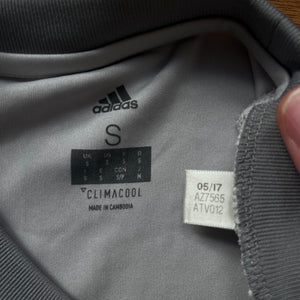 adidas
S
CLIMACOOL
MADE IN CAMBODIA
05/17
AZ7565
ATV012